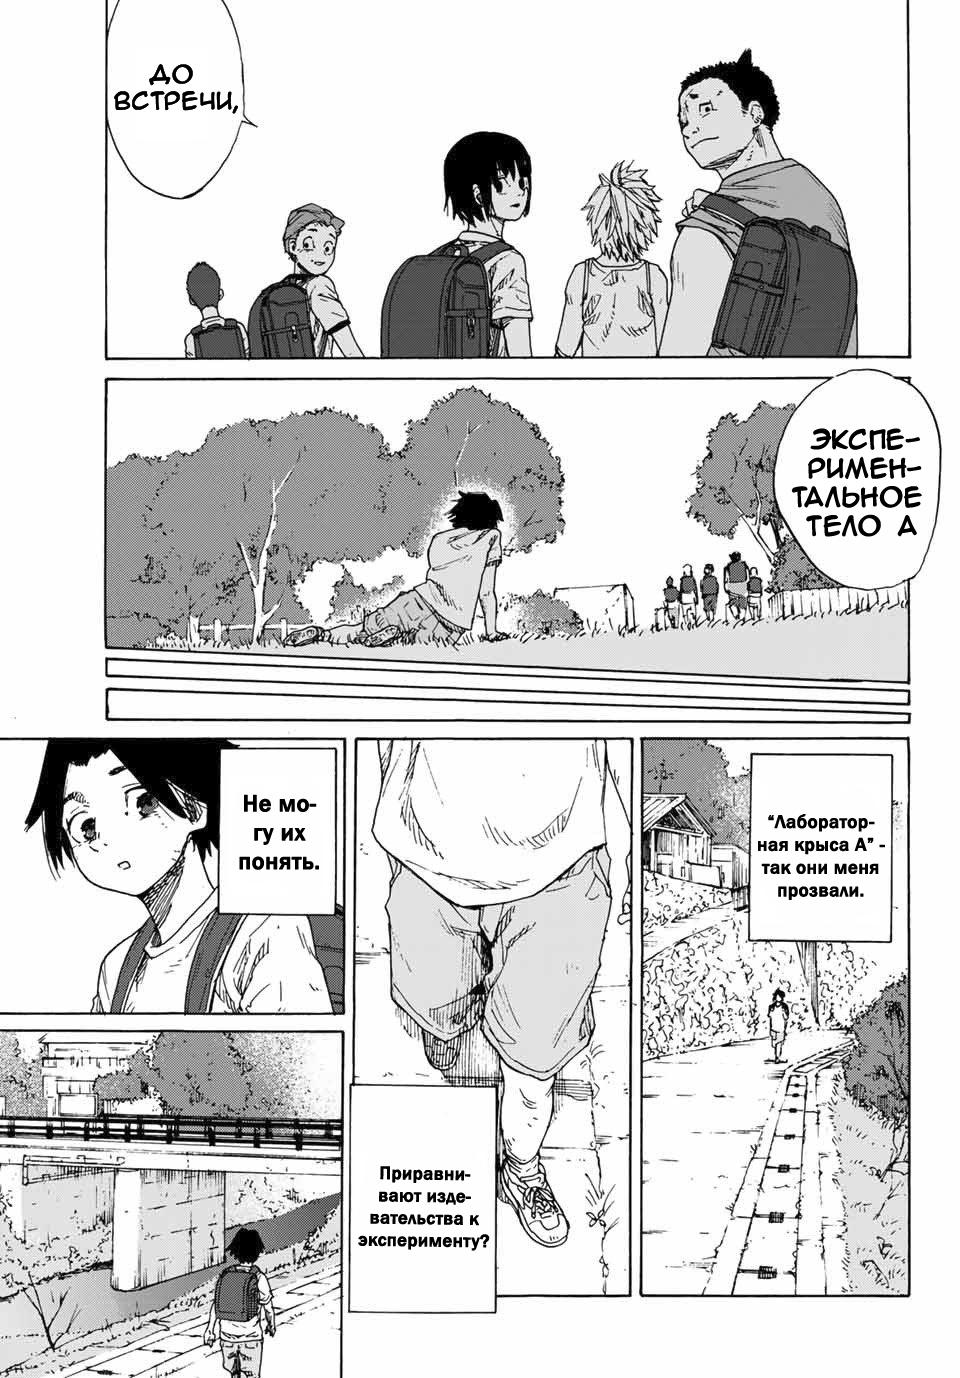 ДО
ВСТРЕЧИ,
ЭКСПЕ-
РИМЕН-
ТАЛЬНОЕ
ТЕЛО А
"Лаборатор-
ная крыса А" -
так они меня
прозвали.
Приравни-
вают изде-
вательства к
эксперименту?
Не мо-
гу их
понять.